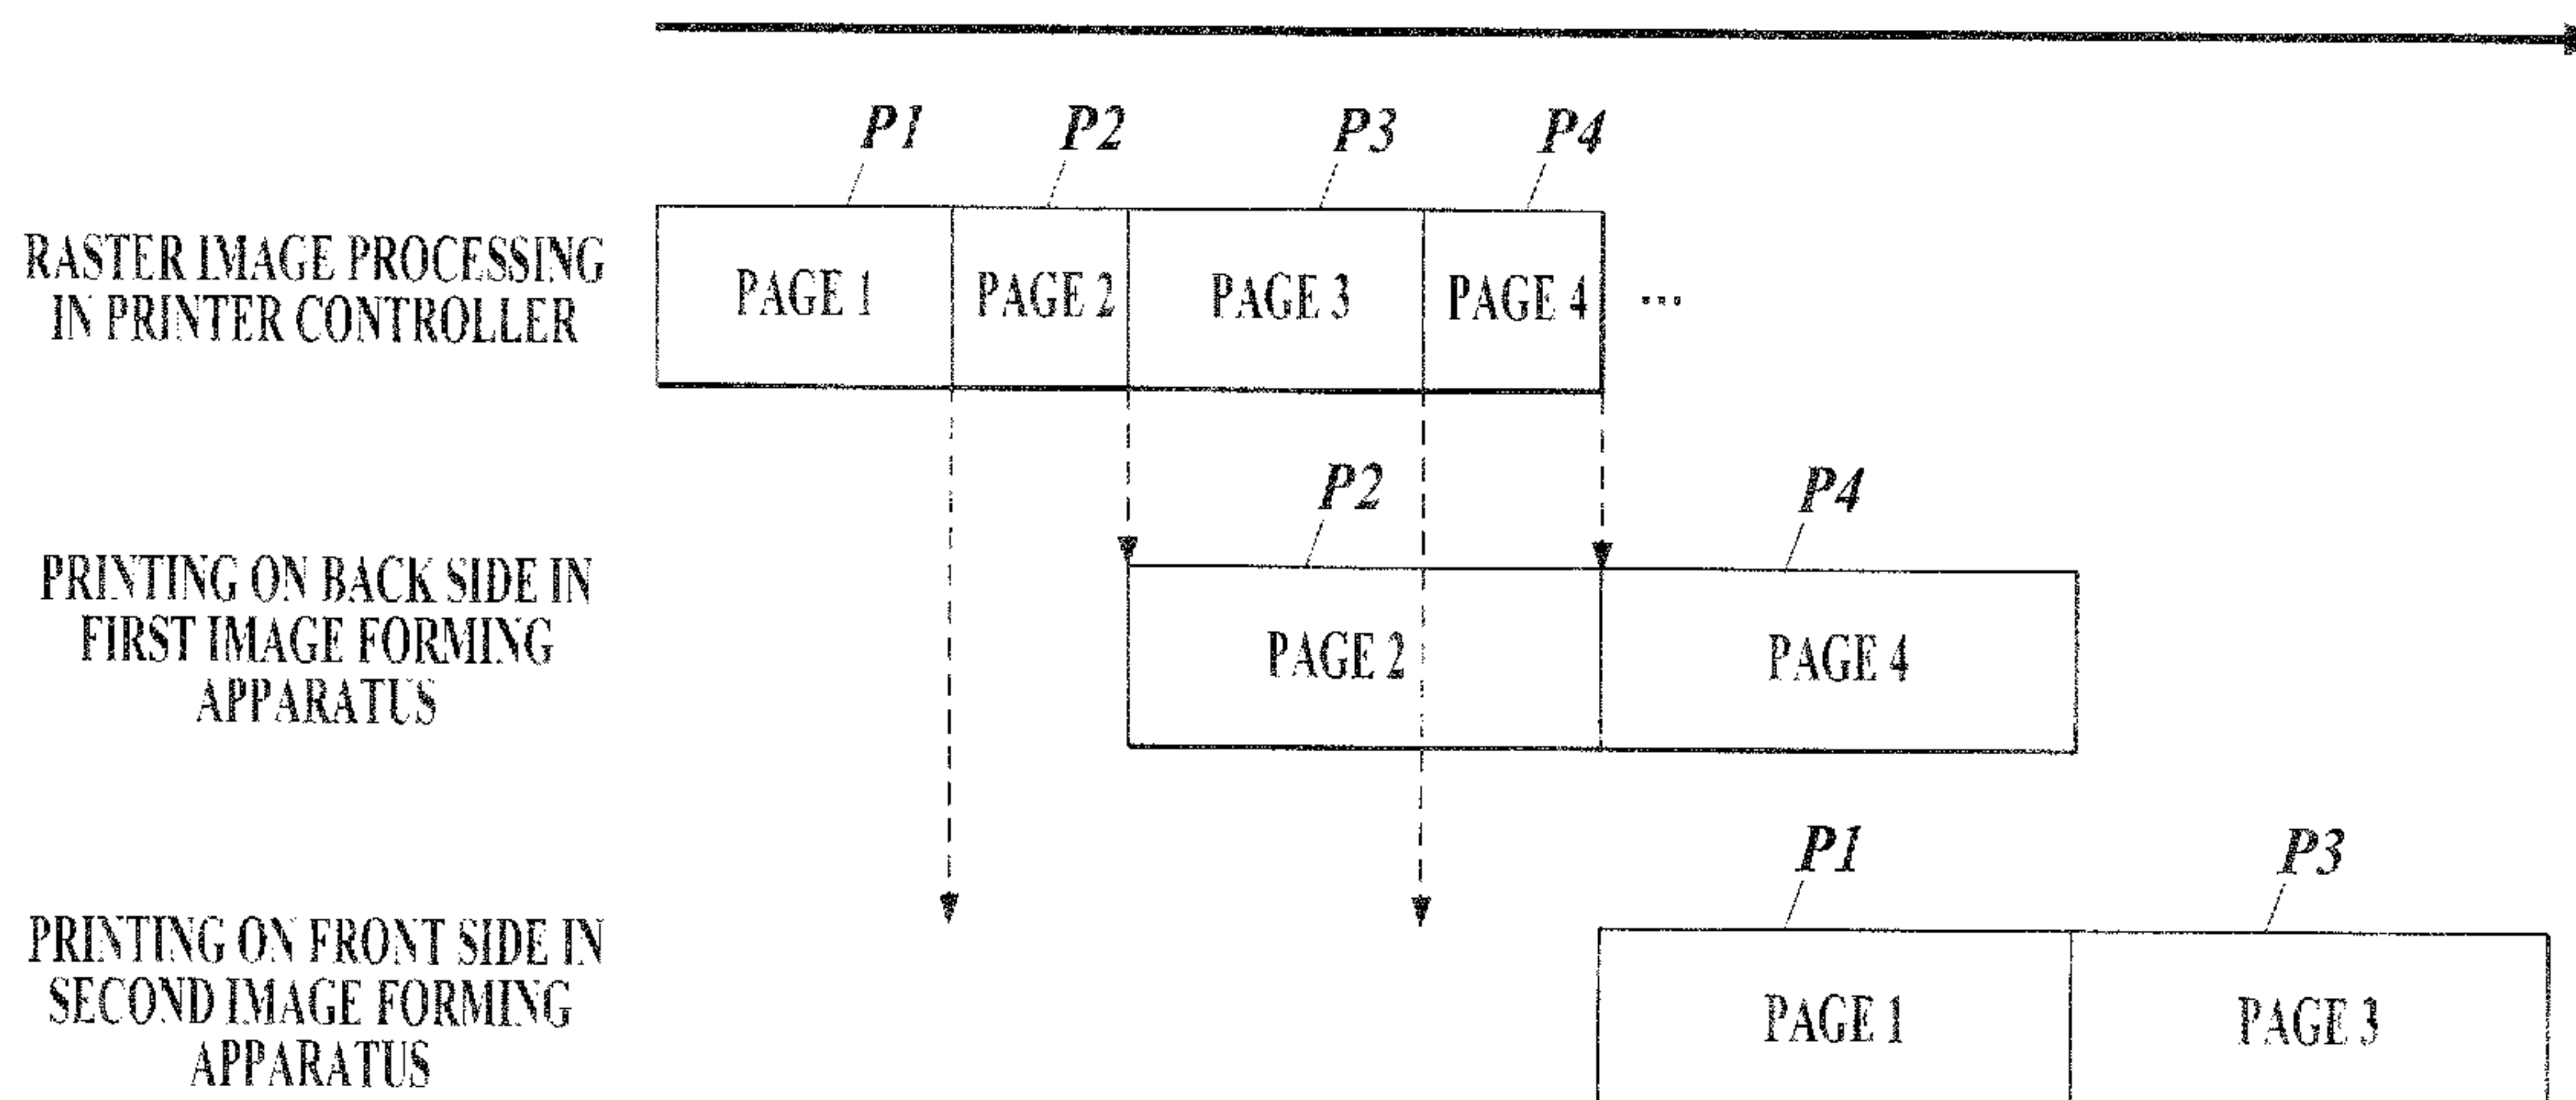 P1 P2 P3 P4
RASTER IMAGE PROCESSING
IN PRINTER CONTROLLER
PAGE 1 PAGE 2 PAGE 3 PAGE 4 ...
P2 P4
PRINTING ON BACK SIDE IN
FIRST IMAGE FORMING
APPARATUS
PAGE 2 PAGE 4
P1 P3
PRINTING ON FRONT SIDE IN
SECOND IMAGE FORMING
APPARATUS
PAGE 1 PAGE 3